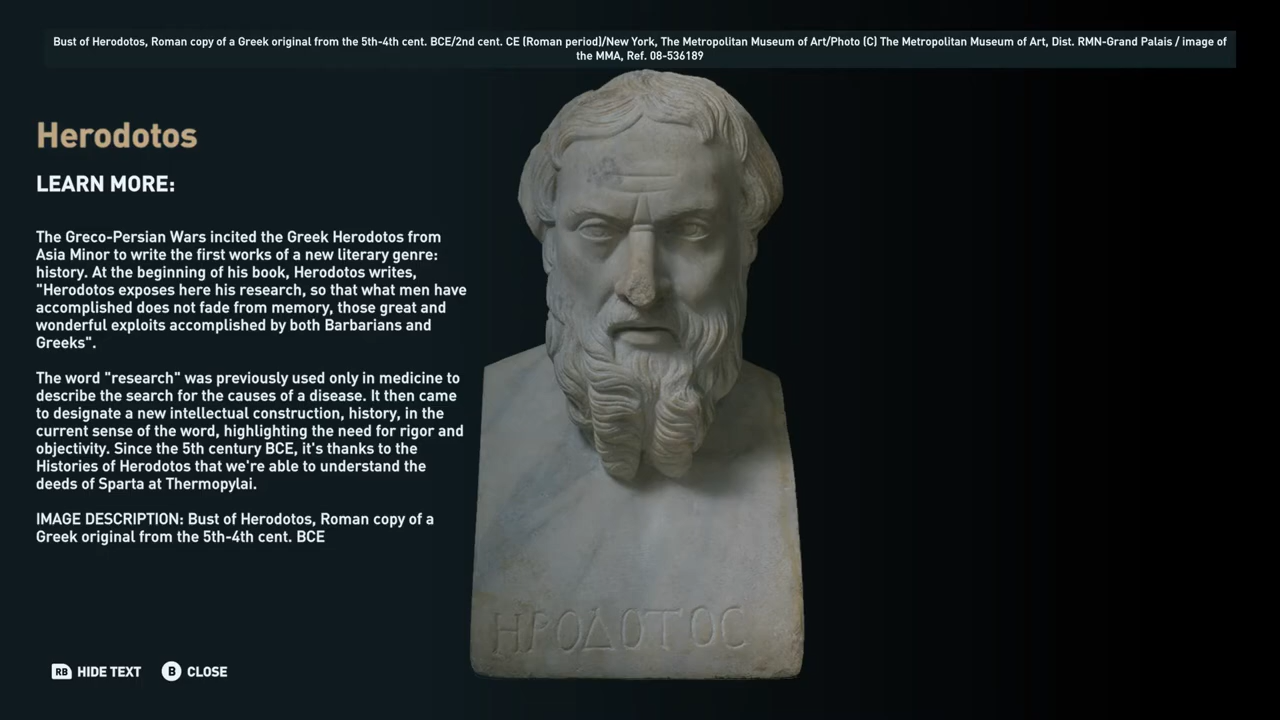 Bust of Herodotos, Roman copy of a Greek original from the 5th-4th cent. BCE/2nd cent. CE (Roman period)/New York, The Metropolitan Museum of Art/Photo (C) The Metropolitan Museum of Art, Dist. RMN-Grand Palais / image of
the MMA, Ref. 08-536189
Herodotos
LEARN MORE:
The Greco-Persian Wars incited the Greek Herodotos from
Asia Minor to write the first works of a new literary genre:
history. At the beginning of his book, Herodotos writes,
"Herodotos exposes here his research, so that what men have
accomplished does not fade from memory, those great and
wonderful exploits accomplished by both Barbarians and
Greeks".
The word "research" was previously used only in medicine to
describe the search for the causes of a disease. It then came
to designate a new intellectual construction, history, in the
current sense of the word, highlighting the need for rigor and
objectivity. Since the 5th century BCE, it's thanks to the
Histories of Herodotos that we're able to understand the
deeds of Sparta at Thermopylai.
IMAGE DESCRIPTION: Bust of Herodotos, Roman copy of a
Greek original from the 5th-4th cent. BCE
ΗΡΟΔΟΤΟC
RB HIDE TEXT B CLOSE